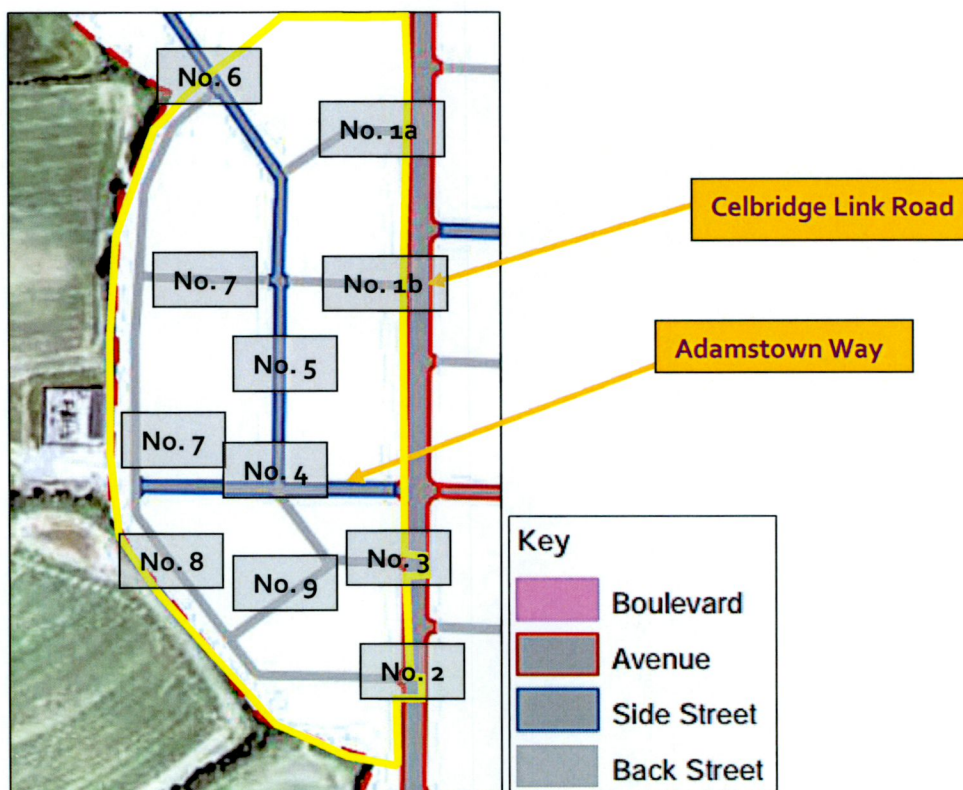 No. 6
No. 1a
Celbridge Link Road
No. 7
No. 1b
Adamstown Way
No. 5
No. 7
No. 4
No. 8
No. 9
No. 3
No. 2
Key
Boulevard
Avenue
Side Street
Back Street